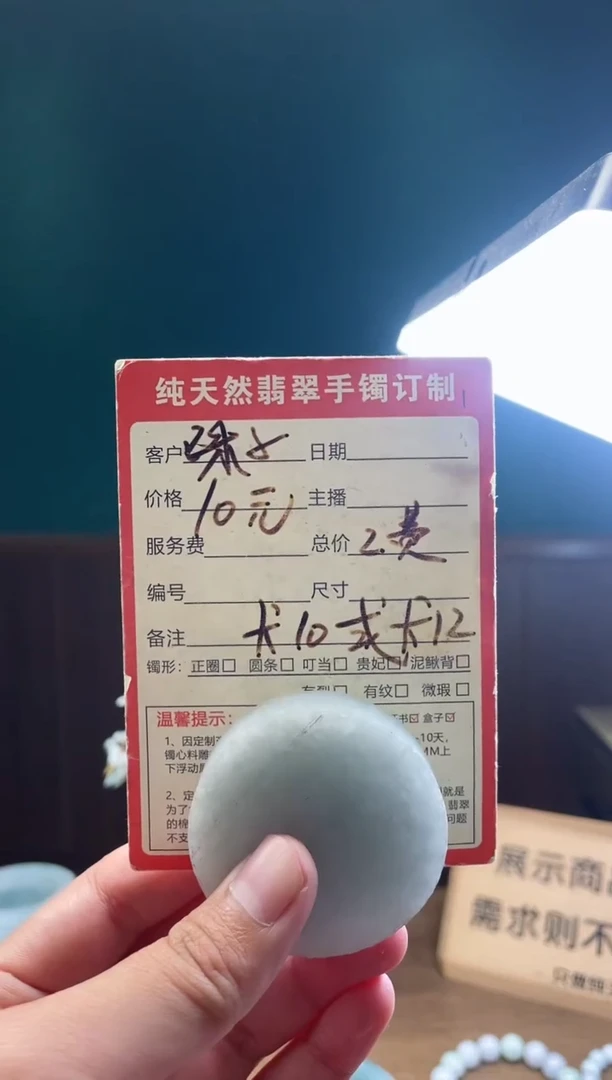 纯天然翡翠手镯订制
客户 日期
价格10元 主播
服务费 总价2费
编号 尺寸
备注 卡10或卡12
镯形：正圈□ 圆条□ 叮当□ 贵妃□ 泥鳅背□
有纹□ 微瑕□
温馨提示： 证书☑ 盒子☑
1、因定制 -10天，
镯心料 4M上
下浮动
2、定 就是
为了 翡翠
的棉 问题
不支
展示商品
需求则不